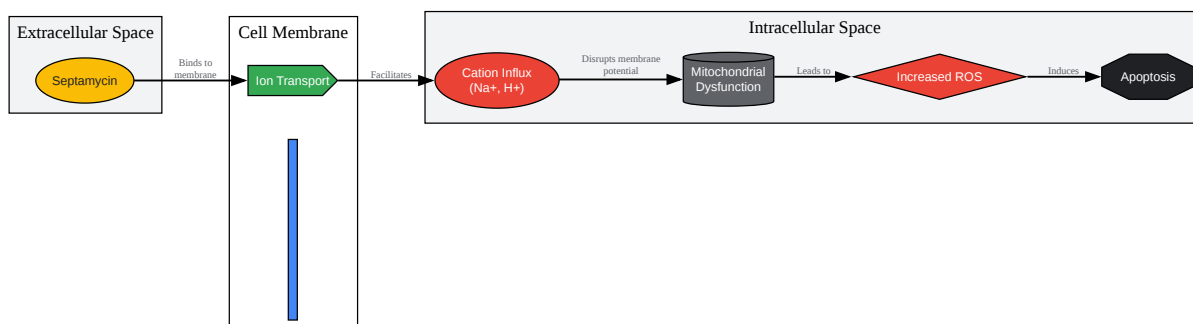 Extracellular Space
Septamycin
Binds to
membrane
Cell Membrane
Ion Transport
Facilitates
Intracellular Space
Cation Influx
(Na+, H+)
Disrupts membrane
potential
Mitochondrial
Dysfunction
Leads to
Increased ROS
Induces
Apoptosis